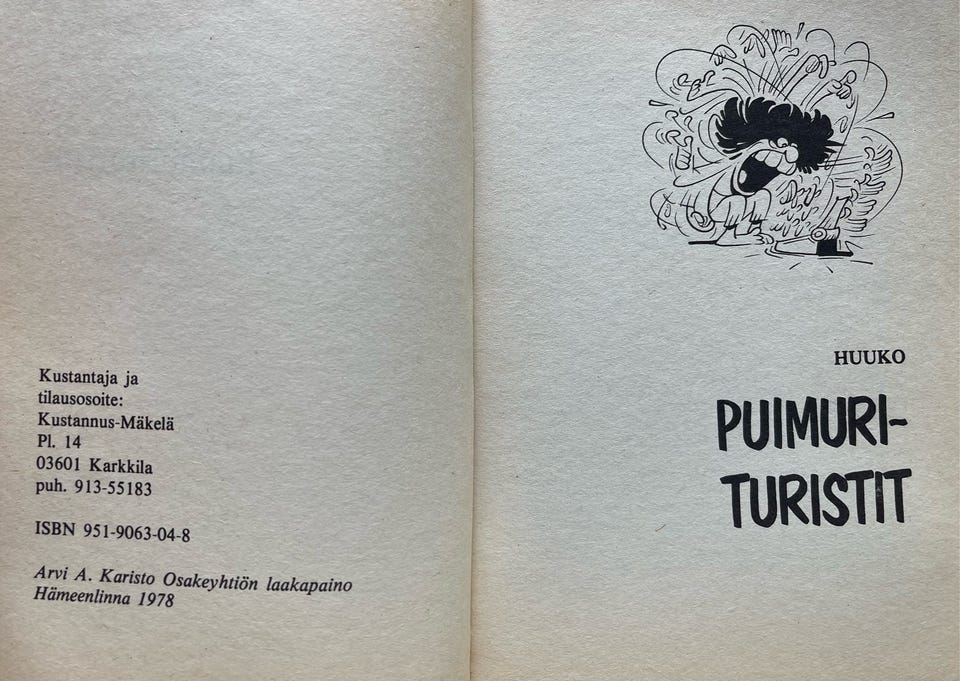 Kustantaja ja
tilausosoite:
Kustannus-Mäkelä
Pl. 14
03601 Karkkila
puh. 913-55183
ISBN 951-9063-04-8
Arvi A. Karisto Osakeyhtiön laakapaino
Hämeenlinna 1978
HUUKO
PUIMURI-
TURISTIT